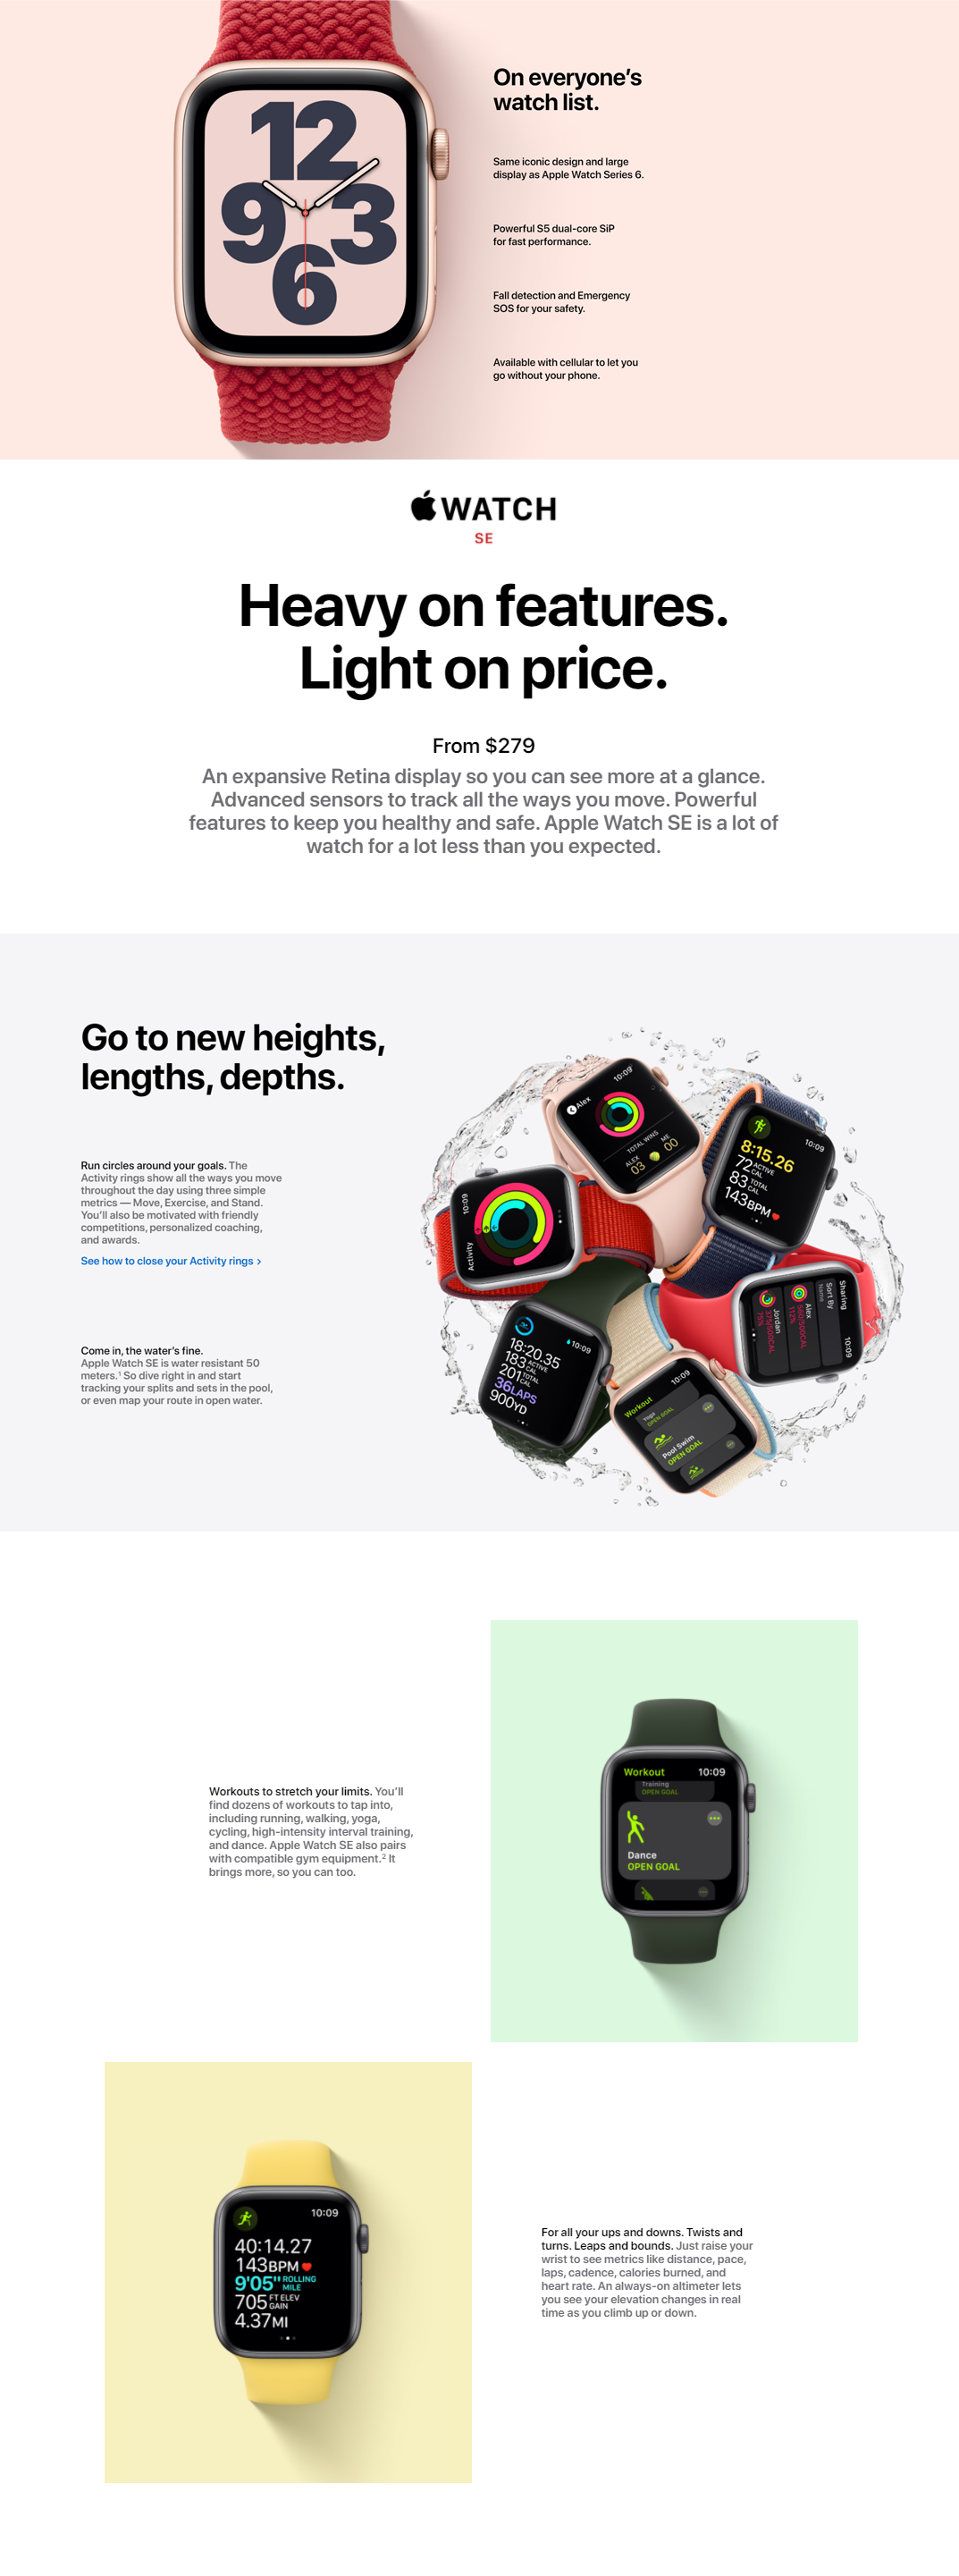 12
9 3
6
On everyone's
watch list.
Same iconic design and large
display as Apple Watch Series 6.
Powerful S5 dual-core SiP
for fast performance.
Fall detection and Emergency
SOS for your safety.
Available with cellular to let you
go without your phone.
WATCH
SE
Heavy on features.
Light on price.
From $279
An expansive Retina display so you can see more at a glance.
Advanced sensors to track all the ways you move. Powerful
features to keep you healthy and safe. Apple Watch SE is a lot of
watch for a lot less than you expected.
Go to new heights,
lengths, depths.
Run circles around your goals. The
Activity rings show all the ways you move
throughout the day using three simple
metrics — Move, Exercise, and Stand.
You'll also be motivated with friendly
competitions, personalized coaching,
and awards.
See how to close your Activity rings ›
Come in, the water's fine.
Apple Watch SE is water resistant 50
meters.¹ So dive right in and start
tracking your splits and sets in the pool,
or even map your route in open water.
Alex 10:09
TOTAL WINS
ALEX ME
03 00
10:09
8:15.26
72 ACTIVE CAL
83 TOTAL CAL
143BPM
Activity 10:09
Sharing 10:09
Sort By
Name
Alex
Jordan
75%
10:09
18:20.35
183 ACTIVE CAL
201 TOTAL CAL
36LAPS
900YD
Workout 10:09
OPEN GOAL
Pool Swim
OPEN GOAL
Workouts to stretch your limits. You'll
find dozens of workouts to tap into,
including running, walking, yoga,
cycling, high-intensity interval training,
and dance. Apple Watch SE also pairs
with compatible gym equipment.² It
brings more, so you can too.
Workout 10:09
Training
OPEN GOAL
Dance
OPEN GOAL
10:09
40:14.27
143BPM
9'05" ROLLING MILE
705 FT ELEV GAIN
4.37MI
For all your ups and downs. Twists and
turns. Leaps and bounds. Just raise your
wrist to see metrics like distance, pace,
laps, cadence, calories burned, and
heart rate. An always-on altimeter lets
you see your elevation changes in real
time as you climb up or down.